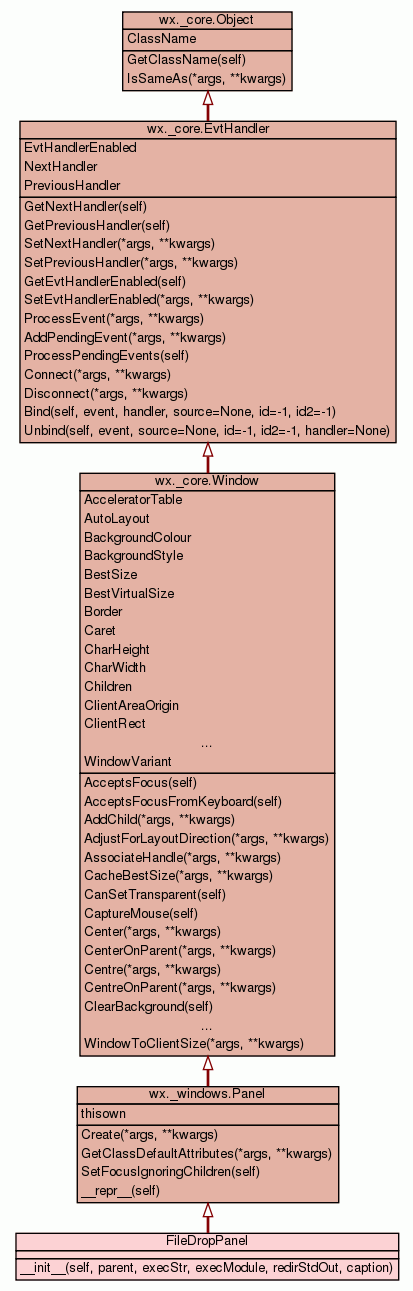 wx._core.Object
ClassName
GetClassName(self)
IsSameAs(*args, **kwargs)
wx._core.EvtHandler
EvtHandlerEnabled
NextHandler
PreviousHandler
GetNextHandler(self)
GetPreviousHandler(self)
SetNextHandler(*args, **kwargs)
SetPreviousHandler(*args, **kwargs)
GetEvtHandlerEnabled(self)
SetEvtHandlerEnabled(*args, **kwargs)
ProcessEvent(*args, **kwargs)
AddPendingEvent(*args, **kwargs)
ProcessPendingEvents(self)
Connect(*args, **kwargs)
Disconnect(*args, **kwargs)
Bind(self, event, handler, source=None, id=-1, id2=-1)
Unbind(self, event, source=None, id=-1, id2=-1, handler=None)
wx._core.Window
AcceleratorTable
AutoLayout
BackgroundColour
BackgroundStyle
BestSize
BestVirtualSize
Border
Caret
CharHeight
CharWidth
Children
ClientAreaOrigin
ClientRect
...
WindowVariant
AcceptsFocus(self)
AcceptsFocusFromKeyboard(self)
AddChild(*args, **kwargs)
AdjustForLayoutDirection(*args, **kwargs)
AssociateHandle(*args, **kwargs)
CacheBestSize(*args, **kwargs)
CanSetTransparent(self)
CaptureMouse(self)
Center(*args, **kwargs)
CenterOnParent(*args, **kwargs)
Centre(*args, **kwargs)
CentreOnParent(*args, **kwargs)
ClearBackground(self)
...
WindowToClientSize(*args, **kwargs)
wx._windows.Panel
thisown
Create(*args, **kwargs)
GetClassDefaultAttributes(*args, **kwargs)
SetFocusIgnoringChildren(self)
__repr__(self)
FileDropPanel
__init__(self, parent, execStr, execModule, redirStdOut, caption)